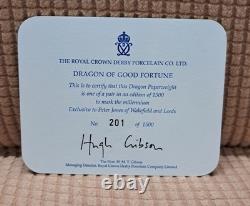 THE ROYAL CROWN DERBY PORCELAIN CO. LTD.
DRAGON OF GOOD FORTUNE
This is to certify that this Dragon Paperweight
is one of a pair in an edition of 1500
to mark the millennium
Exclusive to Peter Jones of Wakefield and Leeds
No 201 of 1500
Hugh Gibson
The Hon. H. M. T. Gibson
Managing Director, Royal Crown Derby Porcelain Company Limited